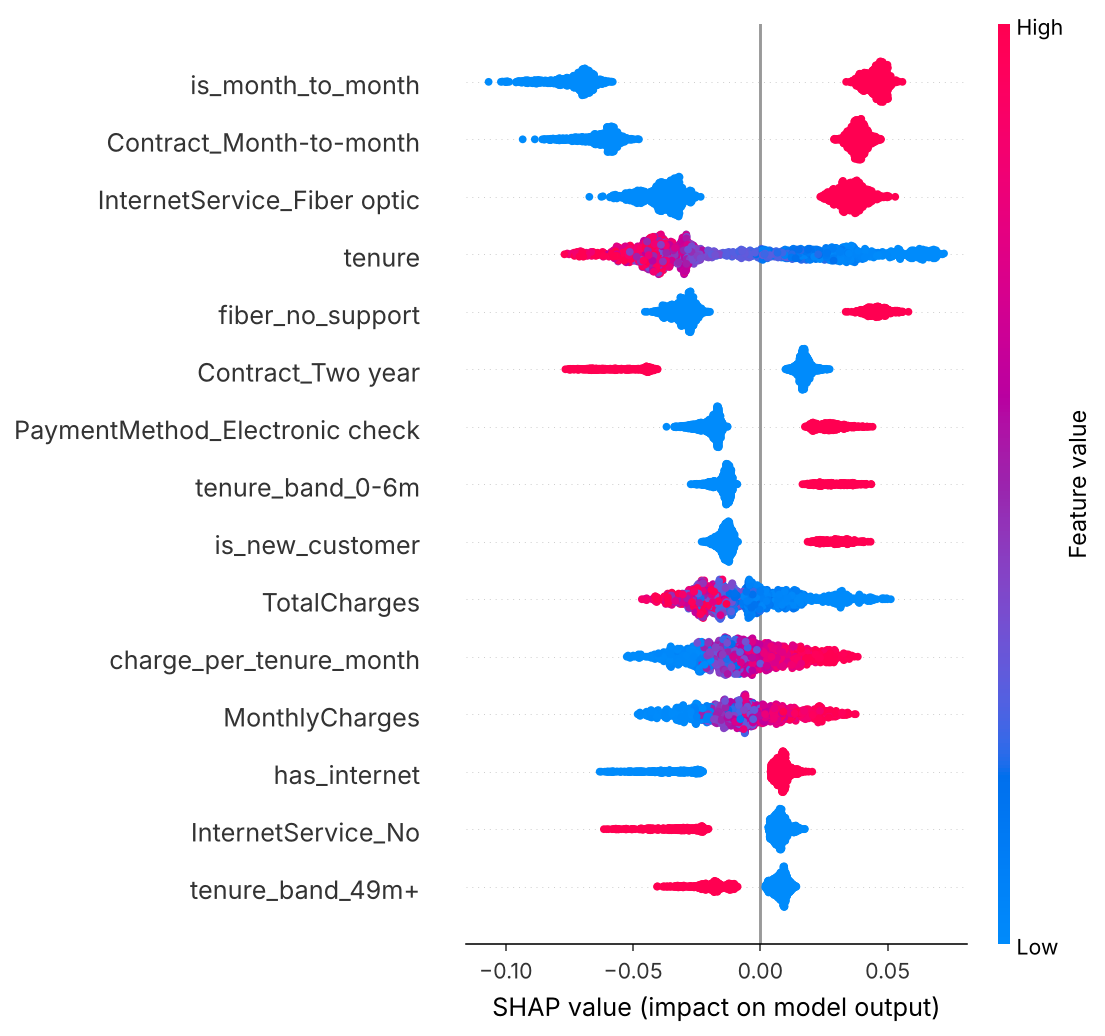 High
is_month_to_month
Contract_Month-to-month
InternetService_Fiber optic
tenure
fiber_no_support
Contract_Two year
PaymentMethod_Electronic check
tenure_band_0-6m
is_new_customer
TotalCharges
charge_per_tenure_month
MonthlyCharges
has_internet
InternetService_No
tenure_band_49m+
Feature value
Low
−0.10 −0.05 0.00 0.05
SHAP value (impact on model output)